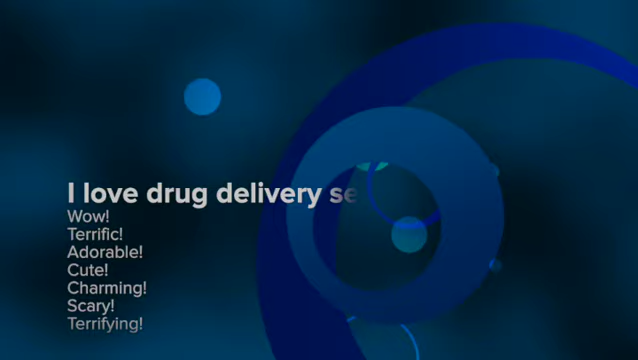 I love drug delivery se
Wow!
Terrific!
Adorable!
Cute!
Charming!
Scary!
Terrifying!